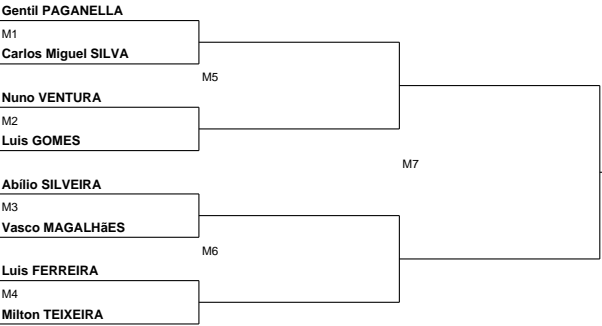 Gentil PAGANELLA
M1
Carlos Miguel SILVA
M5
Nuno VENTURA
M2
Luis GOMES
M7
Abílio SILVEIRA
M3
Vasco MAGALHãES
M6
Luis FERREIRA
M4
Milton TEIXEIRA